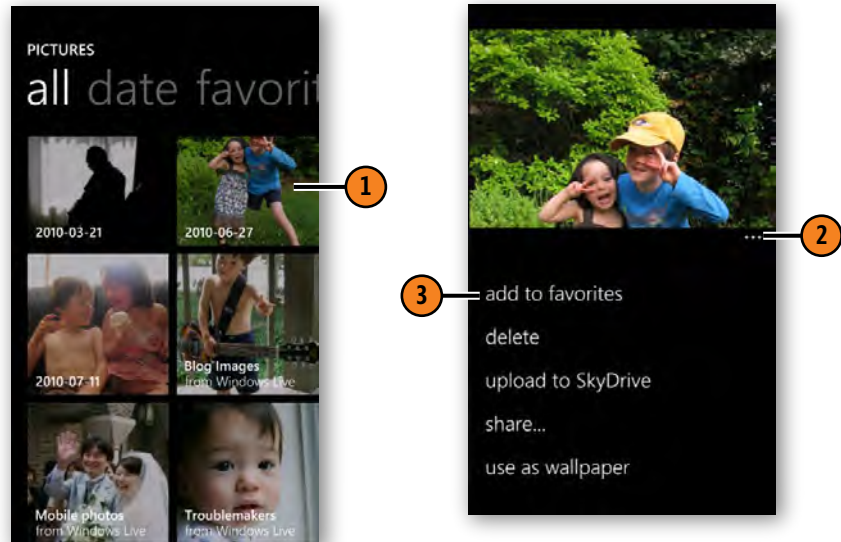 PICTURES
all date favorit
2010-03-21
2010-06-27
1
2010-07-11
Blog Images
from Windows Live
Mobile photos
from Windows Live
Troublemakers
from Windows Live
2
3
add to favorites
delete
upload to SkyDrive
share...
use as wallpaper